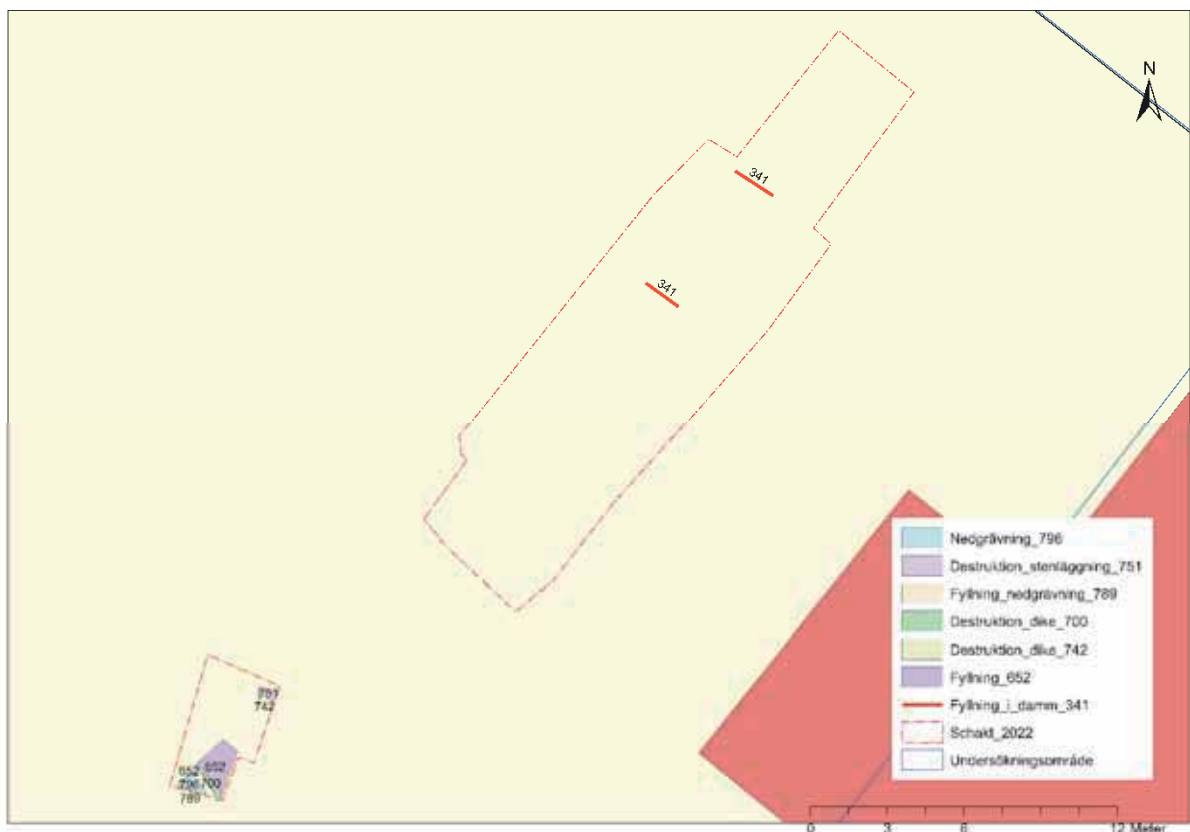 N
341
341
Nedgrävning_796
Destruktion_stenläggning_751
Fyllning_nedgrävning_789
Destruktion_dike_700
Destruktion_dike_742
Fyllning_652
Fyllning_i_damm_341
Schakt_2022
Undersökningsområde
751
742
652
652
796 700
789
0 3 6 12 Meter